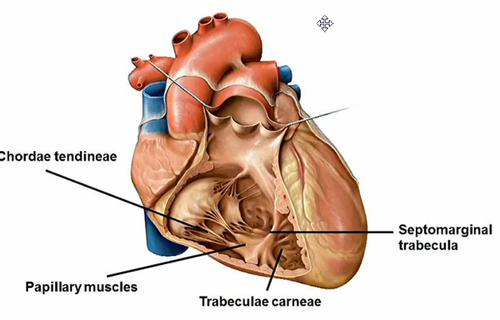 Chordae tendineae
Septomarginal
trabecula
Papillary muscles
Trabeculae carneae